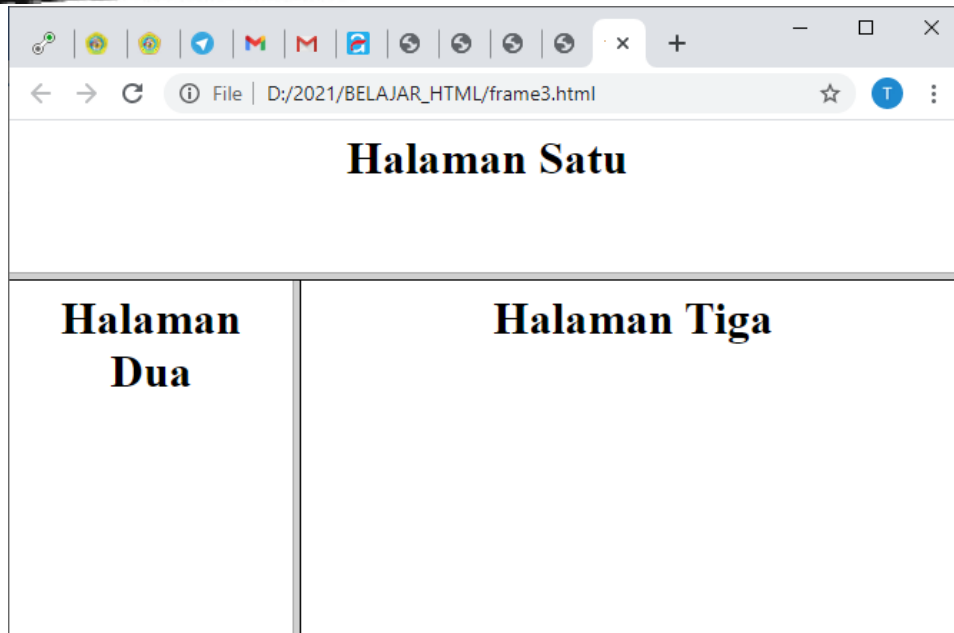 File D:/2021/BELAJAR_HTML/frame3.html
T
Halaman Satu
Halaman
Dua
Halaman Tiga